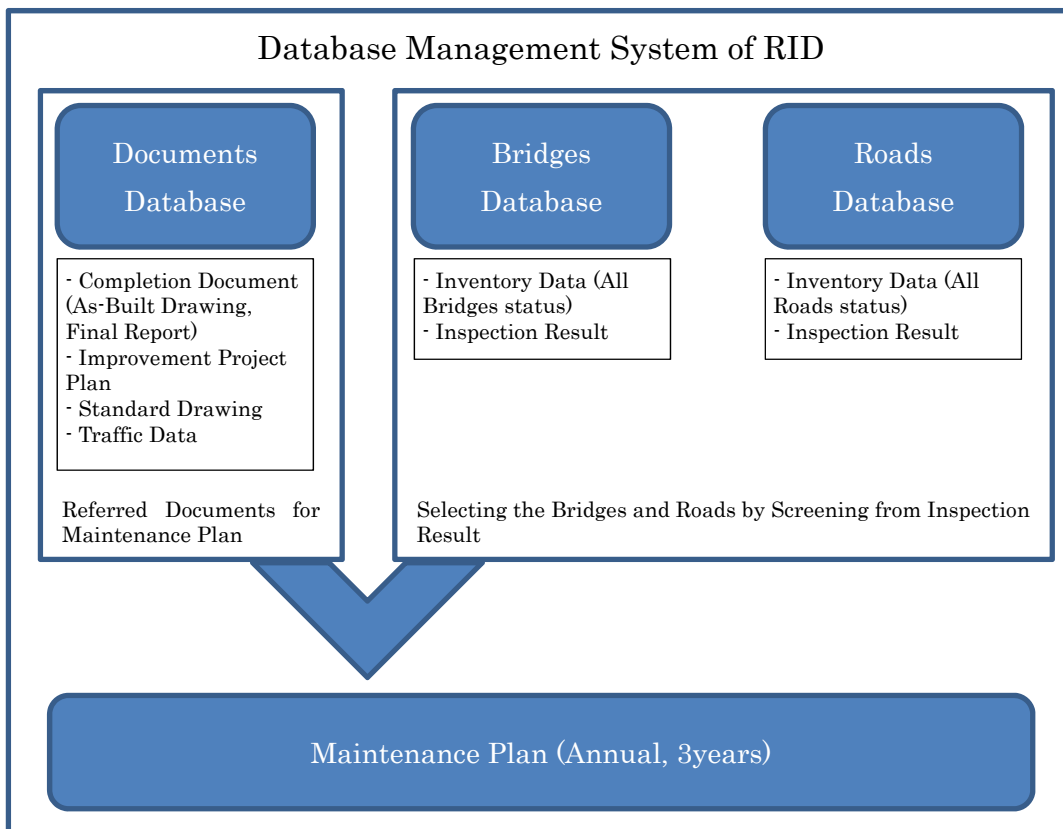 Database Management System of RID
Documents
Database
- Completion Document
(As-Built Drawing,
Final Report)
- Improvement Project
Plan
- Standard Drawing
- Traffic Data
Referred Documents for
Maintenance Plan
Bridges
Database
- Inventory Data (All
Bridges status)
- Inspection Result
Roads
Database
- Inventory Data (All
Roads status)
- Inspection Result
Selecting the Bridges and Roads by Screening from Inspection
Result
Maintenance Plan (Annual, 3years)